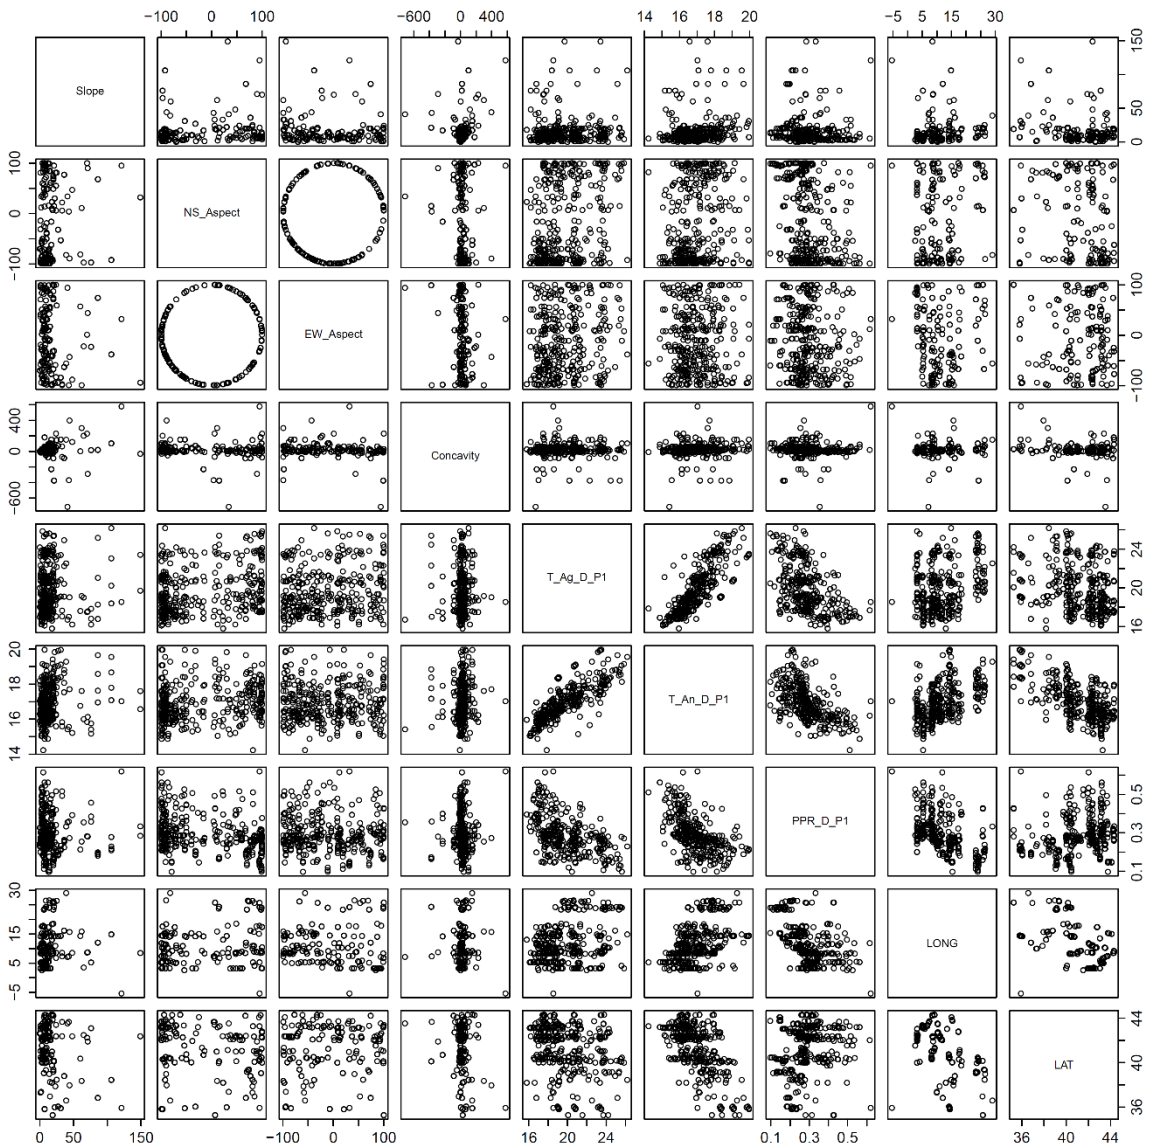 −100 0 100 −600 0 400 14 16 18 20 −5 5 15 30
Slope
0 50 150
−100 0 100
NS_Aspect
EW_Aspect
−100 0 100
−600 0 400
Concavity
T_Ag_D_P1
16 20 24
14 16 18 20
T_An_D_P1
PPR_D_P1
0.1 0.3 0.5
−5 5 15 30
LONG
LAT
36 40 44
0 50 150 −100 0 100 16 20 24 0.1 0.3 0.5 36 40 44